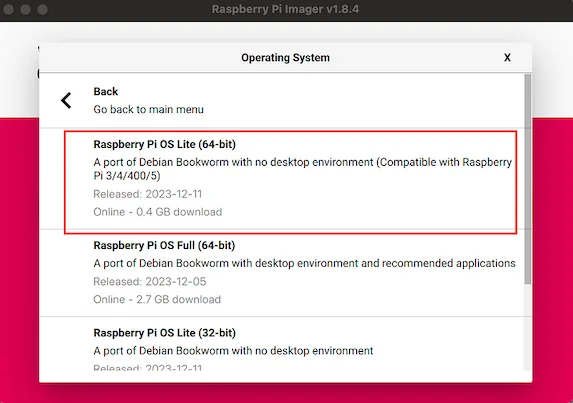 Raspberry Pi Imager v1.8.4
Operating System
X
Back
Go back to main menu
Raspberry Pi OS Lite (64-bit)
A port of Debian Bookworm with no desktop environment (Compatible with Raspberry
Pi 3/4/400/5)
Released: 2023-12-11
Online - 0.4 GB download
Raspberry Pi OS Full (64-bit)
A port of Debian Bookworm with desktop environment and recommended applications
Released: 2023-12-05
Online - 2.7 GB download
Raspberry Pi OS Lite (32-bit)
A port of Debian Bookworm with no desktop environment
Released: 2023-12-11